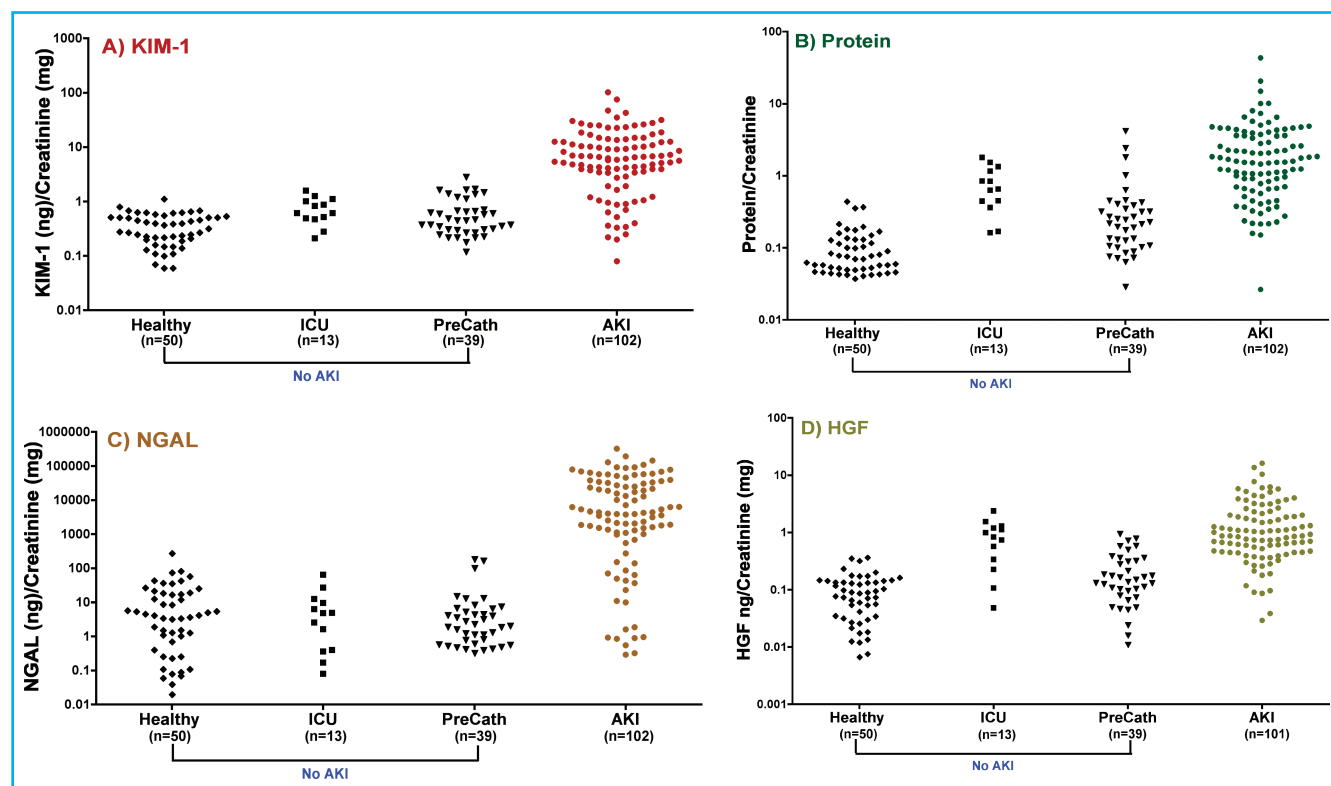 A) KIM-1
KIM-1 (ng)/Creatinine (mg)
1000
100
10
1
0.1
0.01
Healthy ICU PreCath AKI
(n=50) (n=13) (n=39) (n=102)
No AKI
B) Protein
Protein/Creatinine
100
10
1
0.1
0.01
Healthy ICU PreCath AKI
(n=50) (n=13) (n=39) (n=102)
No AKI
C) NGAL
NGAL (ng)/Creatinine (mg)
1000000
100000
10000
1000
100
10
1
0.1
0.01
Healthy ICU PreCath AKI
(n=50) (n=13) (n=39) (n=102)
No AKI
D) HGF
HGF ng/Creatinine (mg)
100
10
1
0.1
0.01
0.001
Healthy ICU PreCath AKI
(n=50) (n=13) (n=39) (n=101)
No AKI